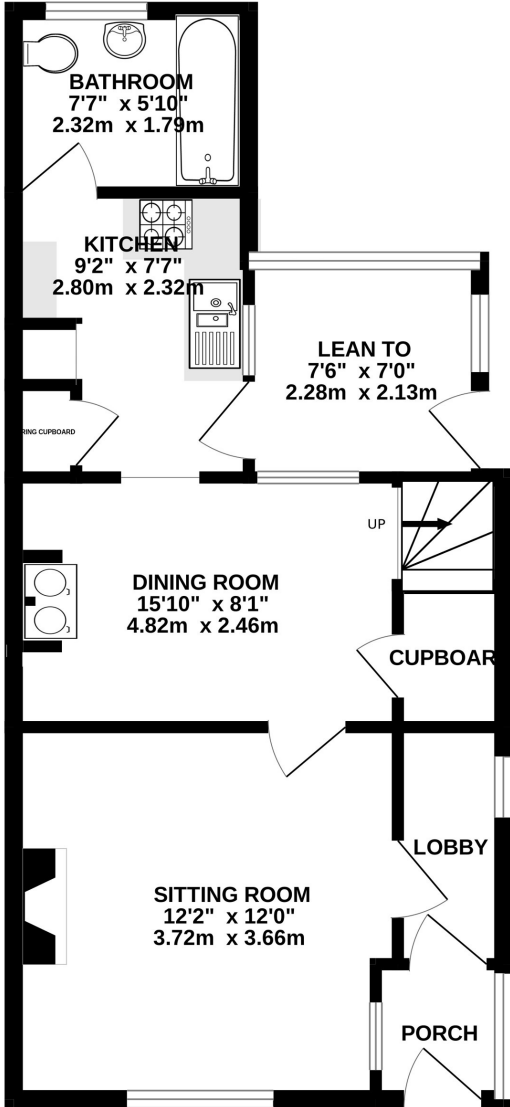 BATHROOM
7'7" x 5'10"
2.32m x 1.79m
KITCHEN
9'2" x 7'7"
2.80m x 2.32m
LEAN TO
7'6" x 7'0"
2.28m x 2.13m
RING CUPBOARD
UP
DINING ROOM
15'10" x 8'1"
4.82m x 2.46m
CUPBOAR
LOBBY
SITTING ROOM
12'2" x 12'0"
3.72m x 3.66m
PORCH